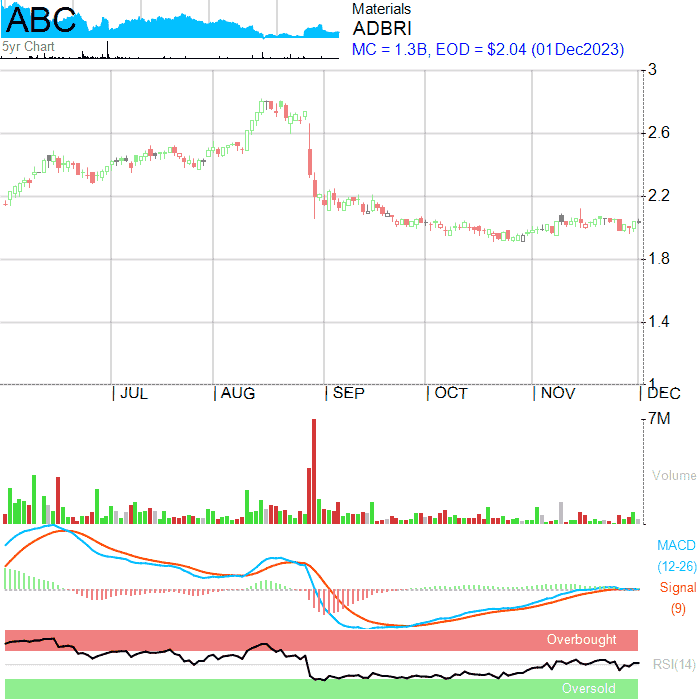 ABC
5yr Chart
Materials
ADBRI
MC = 1.3B, EOD = $2.04 (01Dec2023)
3
2.6
2.2
1.8
1.4
1
JUL AUG SEP OCT NOV DEC
7M
Volume
MACD
(12-26)
Signal
(9)
Overbought
RSI(14)
Oversold